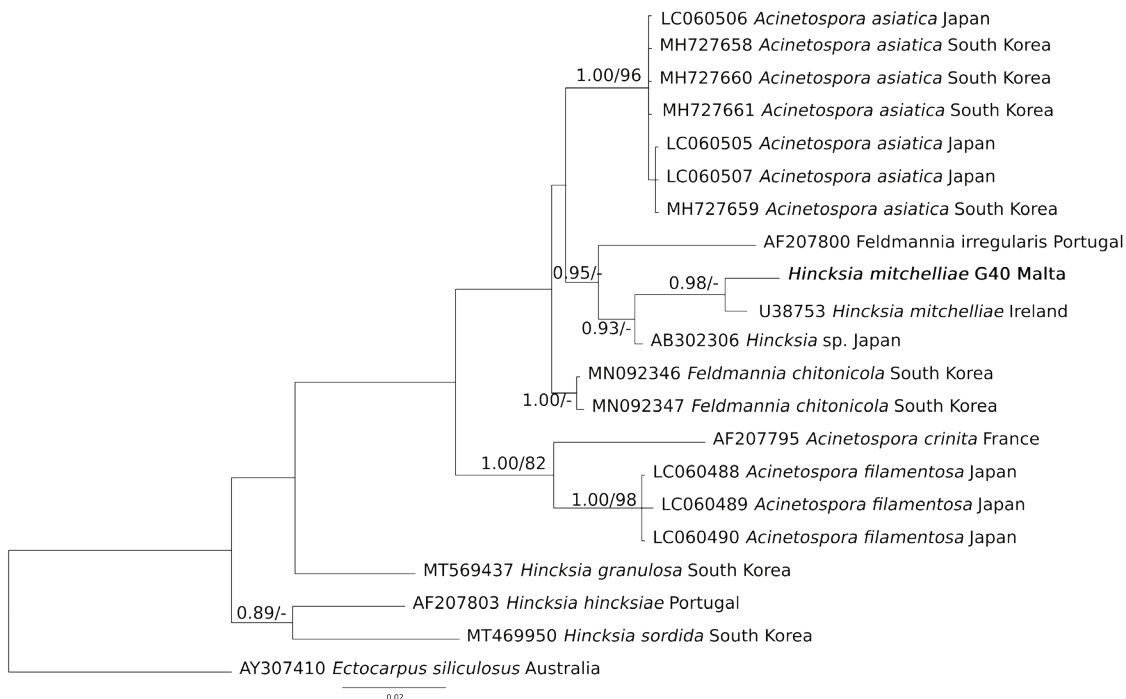 LC060506 Acinetospora asiatica Japan
MH727658 Acinetospora asiatica South Korea
1.00/96
MH727660 Acinetospora asiatica South Korea
MH727661 Acinetospora asiatica South Korea
LC060505 Acinetospora asiatica Japan
LC060507 Acinetospora asiatica Japan
MH727659 Acinetospora asiatica South Korea
AF207800 Feldmannia irregularis Portugal
0.95/-
Hincksia mitchelliae G40 Malta
0.98/-
U38753 Hincksia mitchelliae Ireland
0.93/-
AB302306 Hincksia sp. Japan
MN092346 Feldmannia chitonicola South Korea
1.00/-
MN092347 Feldmannia chitonicola South Korea
AF207795 Acinetospora crinita France
1.00/82
LC060488 Acinetospora filamentosa Japan
1.00/98
LC060489 Acinetospora filamentosa Japan
LC060490 Acinetospora filamentosa Japan
MT569437 Hincksia granulosa South Korea
AF207803 Hincksia hincksiae Portugal
0.89/-
MT469950 Hincksia sordida South Korea
AY307410 Ectocarpus siliculosus Australia
0.02